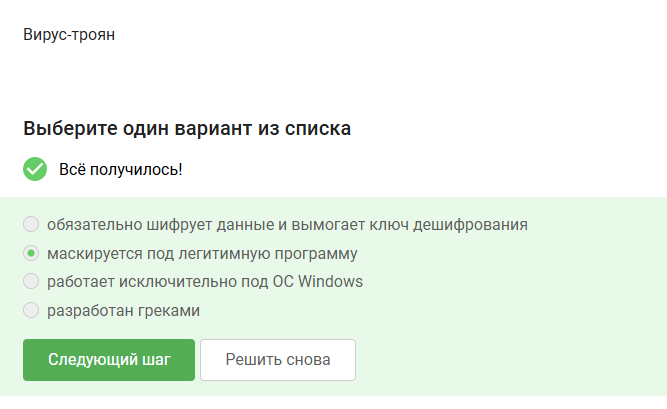 Вирус-троян
Выберите один вариант из списка
Всё получилось!
обязательно шифрует данные и вымогает ключ дешифрования
маскируется под легитимную программу
работает исключительно под ОС Windows
разработан греками
Следующий шаг
Решить снова